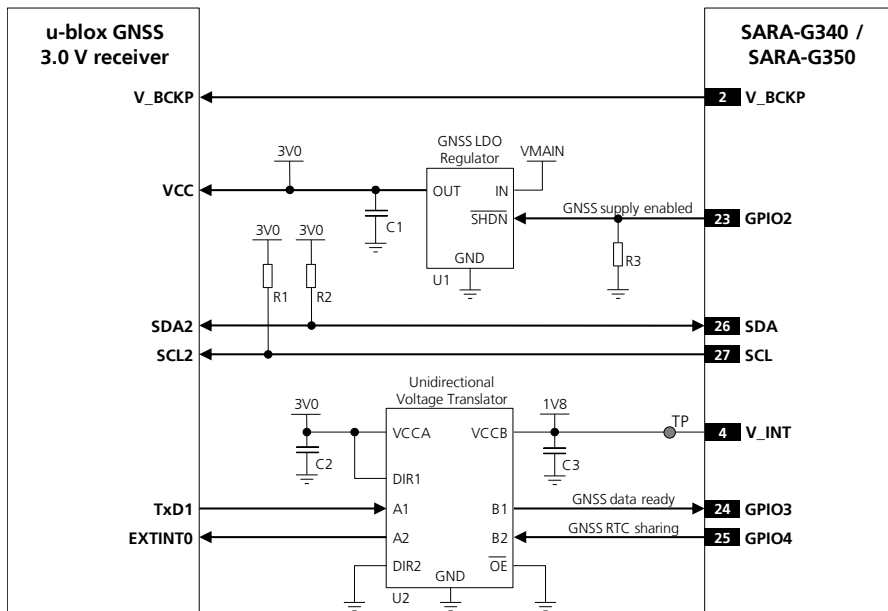 u-blox GNSS
3.0 V receiver
SARA-G340 /
SARA-G350
V_BCKP
2 V_BCKP
GNSS LDO
Regulator
VMAIN
3V0
VCC
OUT
IN
C1
SHDN
GNSS supply enabled
23 GPIO2
3V0
3V0
GND
R3
U1
R1
R2
SDA2
26 SDA
SCL2
27 SCL
Unidirectional
Voltage Translator
3V0
1V8
TP
VCCA
VCCB
4 V_INT
C2
C3
DIR1
TxD1
A1
B1
GNSS data ready
24 GPIO3
EXTINT0
A2
B2
GNSS RTC sharing
25 GPIO4
DIR2
OE
GND
U2